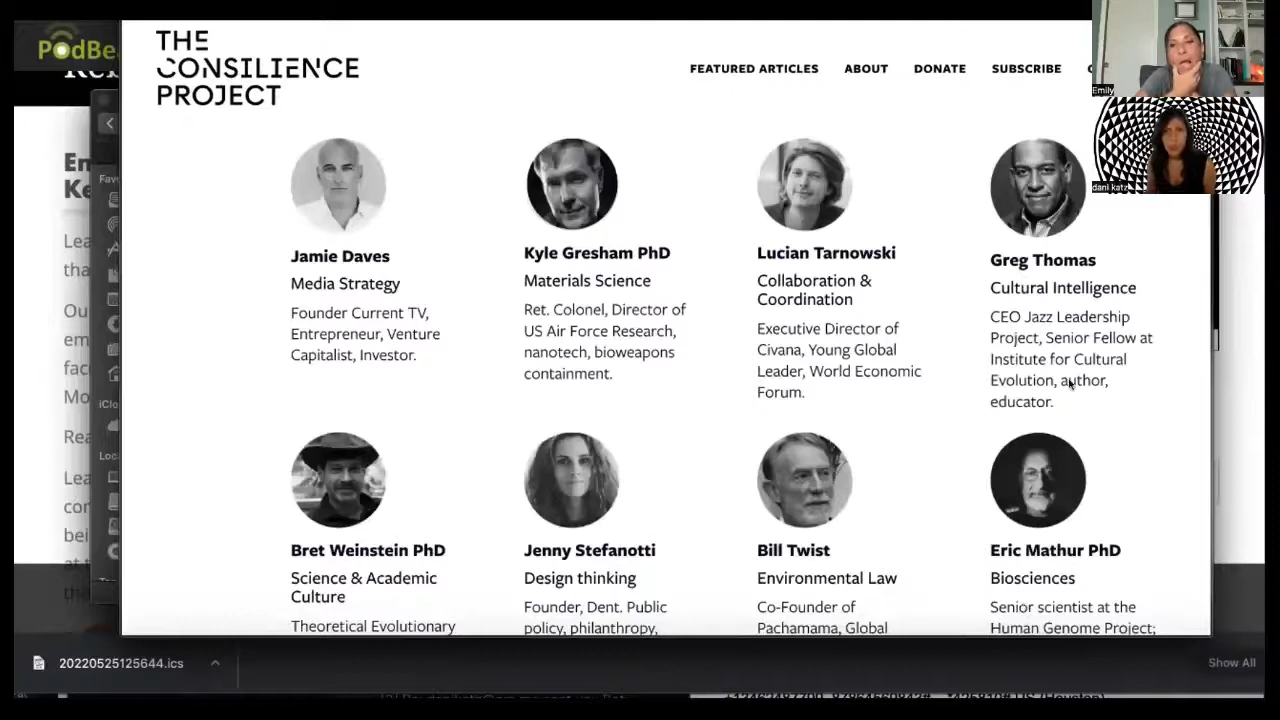 PodBe
THE
CONSILIENCE
PROJECT
FEATURED ARTICLES
ABOUT
DONATE
SUBSCRIBE
Emily
dani katz
Jamie Daves
Media Strategy
Founder Current TV,
Entrepreneur, Venture
Capitalist, Investor.
Kyle Gresham PhD
Materials Science
Ret. Colonel, Director of
US Air Force Research,
nanotech, bioweapons
containment.
Lucian Tarnowski
Collaboration &
Coordination
Executive Director of
Civana, Young Global
Leader, World Economic
Forum.
Greg Thomas
Cultural Intelligence
CEO Jazz Leadership
Project, Senior Fellow at
Institute for Cultural
Evolution, author,
educator.
Bret Weinstein PhD
Science & Academic
Culture
Theoretical Evolutionary
Jenny Stefanotti
Design thinking
Founder, Dent. Public
policy, philanthropy,
Bill Twist
Environmental Law
Co-Founder of
Pachamama, Global
Eric Mathur PhD
Biosciences
Senior scientist at the
Human Genome Project;
20220525125644.ics
Show All